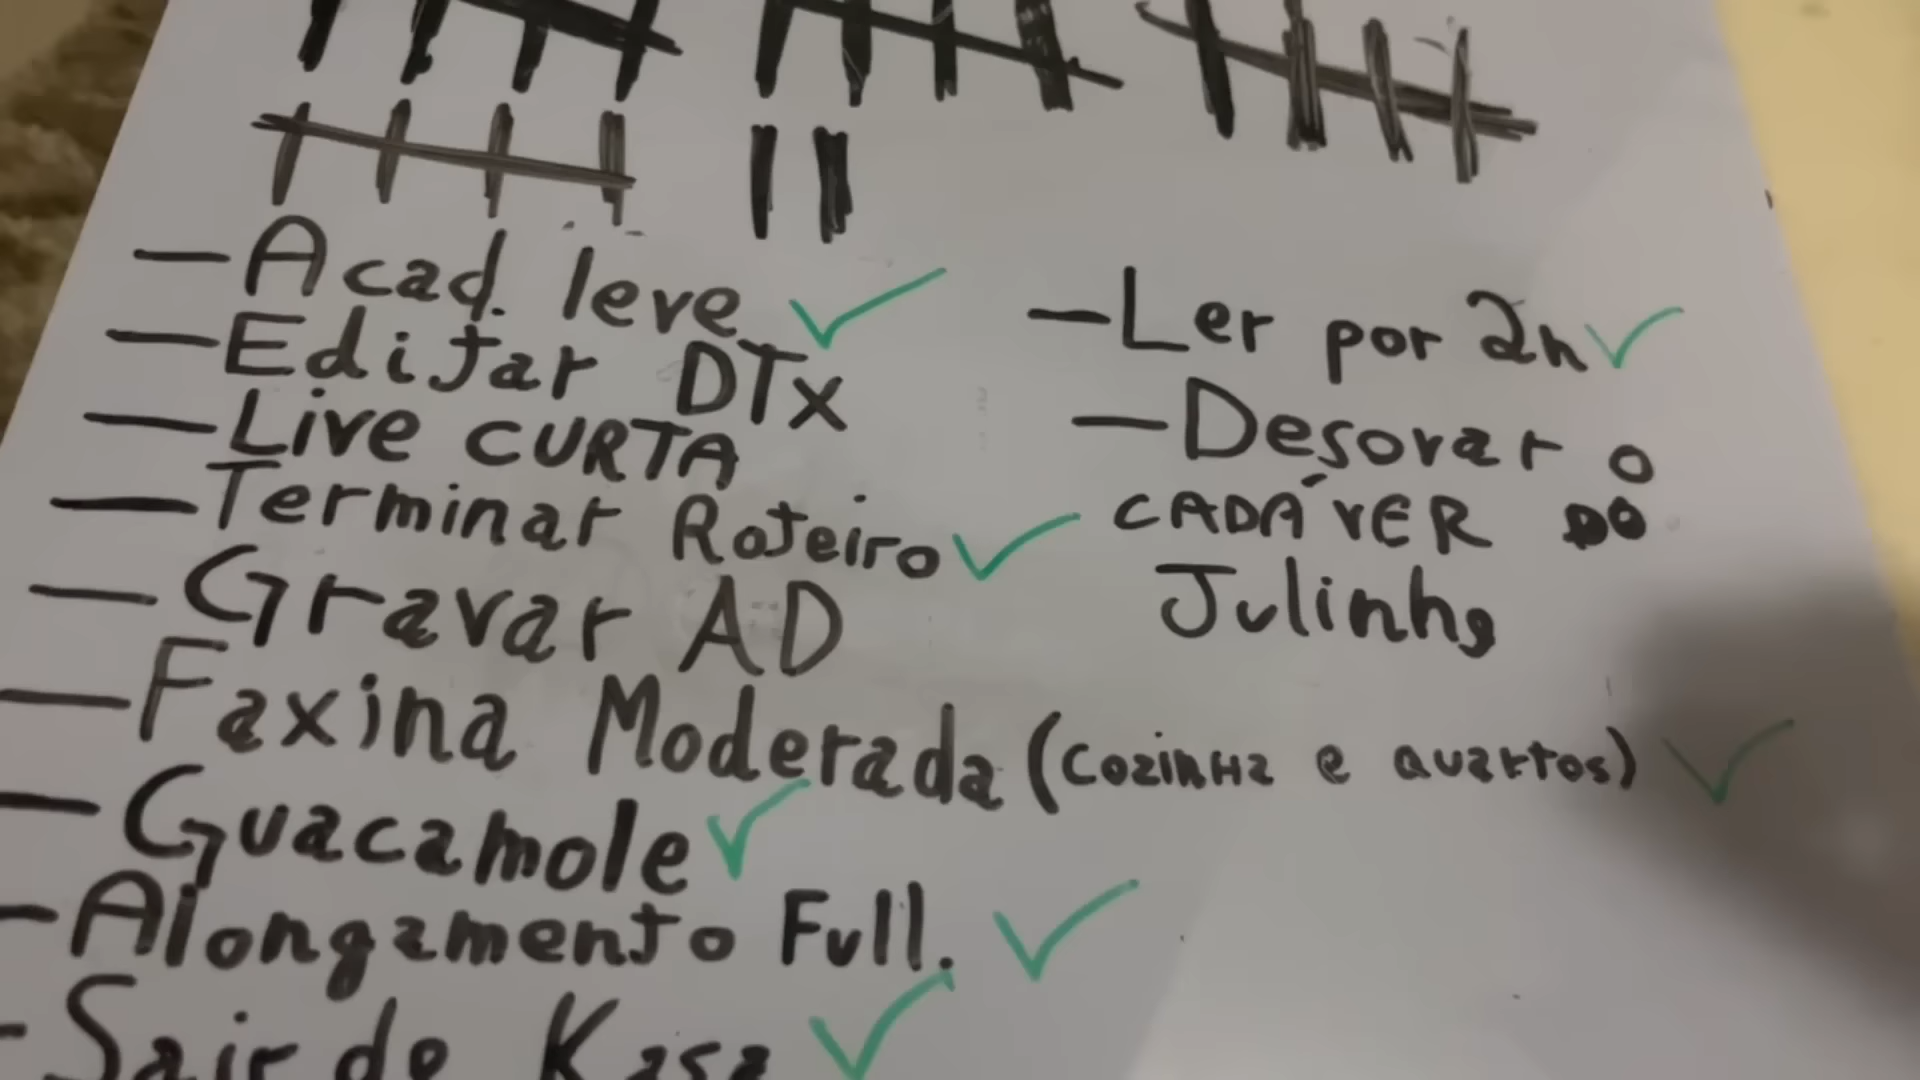 – Acad. leve ✓
– Editar DTx
– Live CURTA
– Terminar Roteiro ✓
– Gravar AD
– Faxina Moderada (cozinha e quartos) ✓
– Guacamole ✓
– Alongamento Full. ✓
– Sair do Kasa ✓
– Ler por 2h ✓
– Desovar o
CADÁVER DO
Julinho